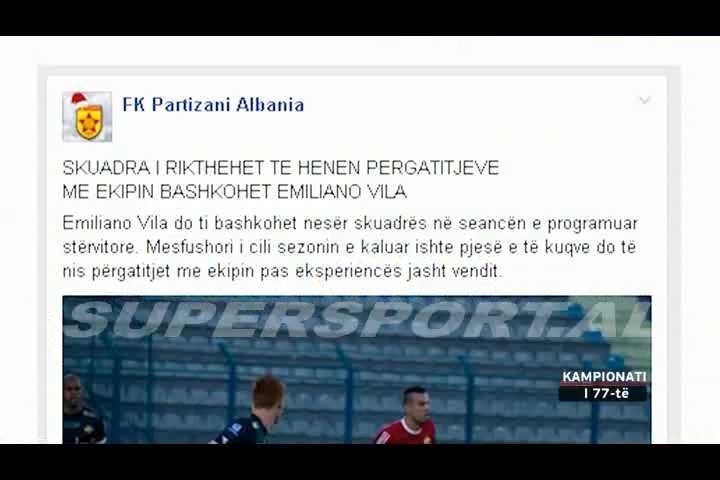 FK Partizani Albania
SKUADRA I RIKTHEHET TE HENEN PERGATITJEVE
ME EKIPIN BASHKOHET EMILIANO VILA
Emiliano Vila do ti bashkohet nesër skuadrës në seancën e programuar
stërvitore. Mesfushori i cili sezonin e kaluar ishte pjesë e të kuqve do të
nis përgatitjet me ekipin pas eksperiencës jasht vendit.
SUPERSPORT.AL
KAMPIONATI
I 77-të